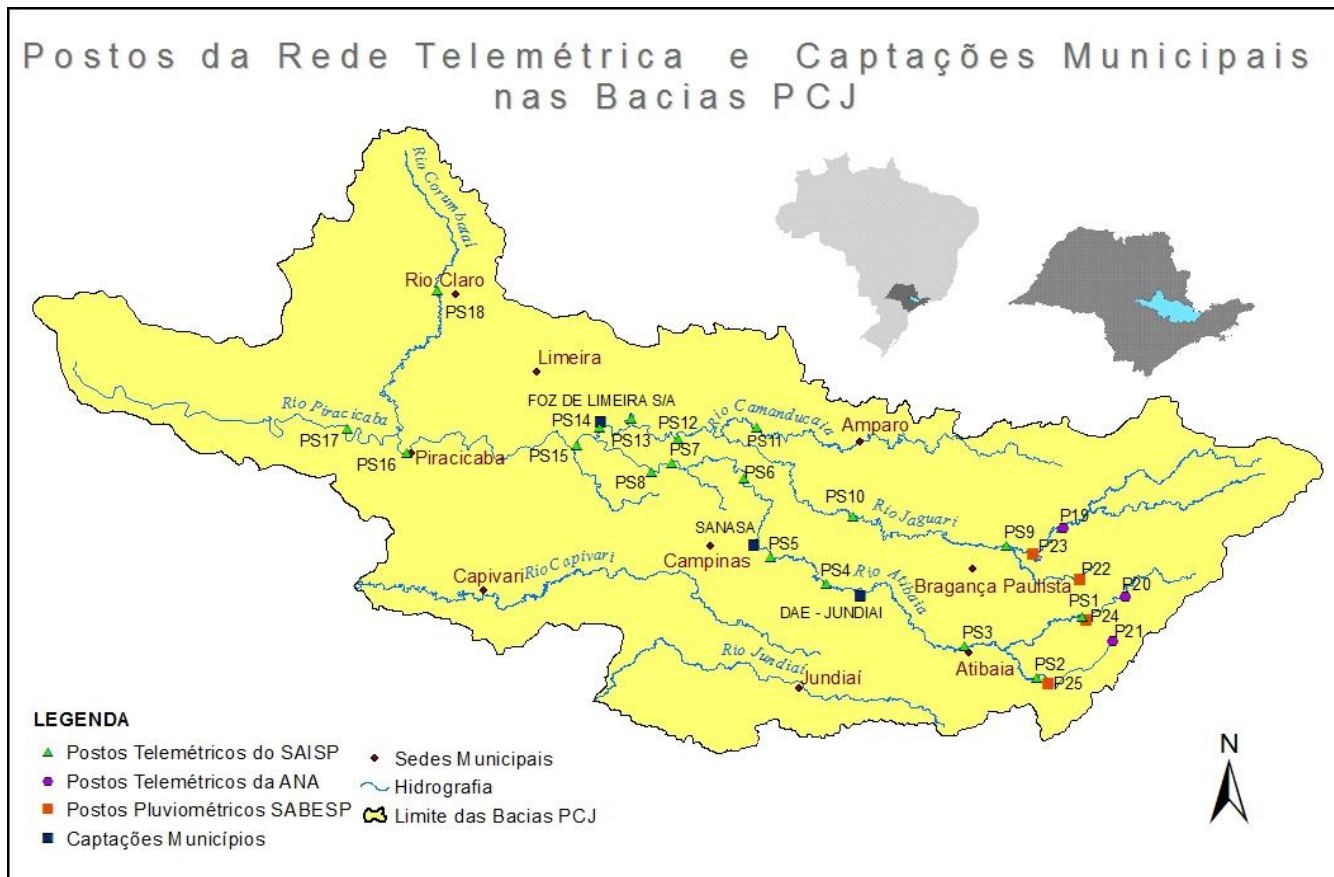 Postos da Rede Telemétrica e Captações Municipais
nas Bacias PCJ
Rio Corumbataí
Rio Claro
PS18
Limeira
FOZ DE LIMEIRA S/A
Rio Piracicaba
PS17
PS16
Piracicaba
PS15
PS14
PS13
PS12
PS7
PS8
Rio Camanducaia
PS11
Amparo
PS6
PS10
Rio Jaguari
PS9
P19
P23
P22
SANASA
Campinas
PS5
PS4
Rio Atibaia
DAE - JUNDIAI
Bragança Paulista
P20
PS1
P24
P21
PS3
Atibaia
PS2
P25
Capivari
Rio Capivari
Rio Jundiaí
Jundiaí
LEGENDA
Postos Telemétricos do SAISP
Postos Telemétricos da ANA
Postos Pluviométricos SABESP
Captações Municípios
Sedes Municipais
Hidrografia
Limite das Bacias PCJ
N